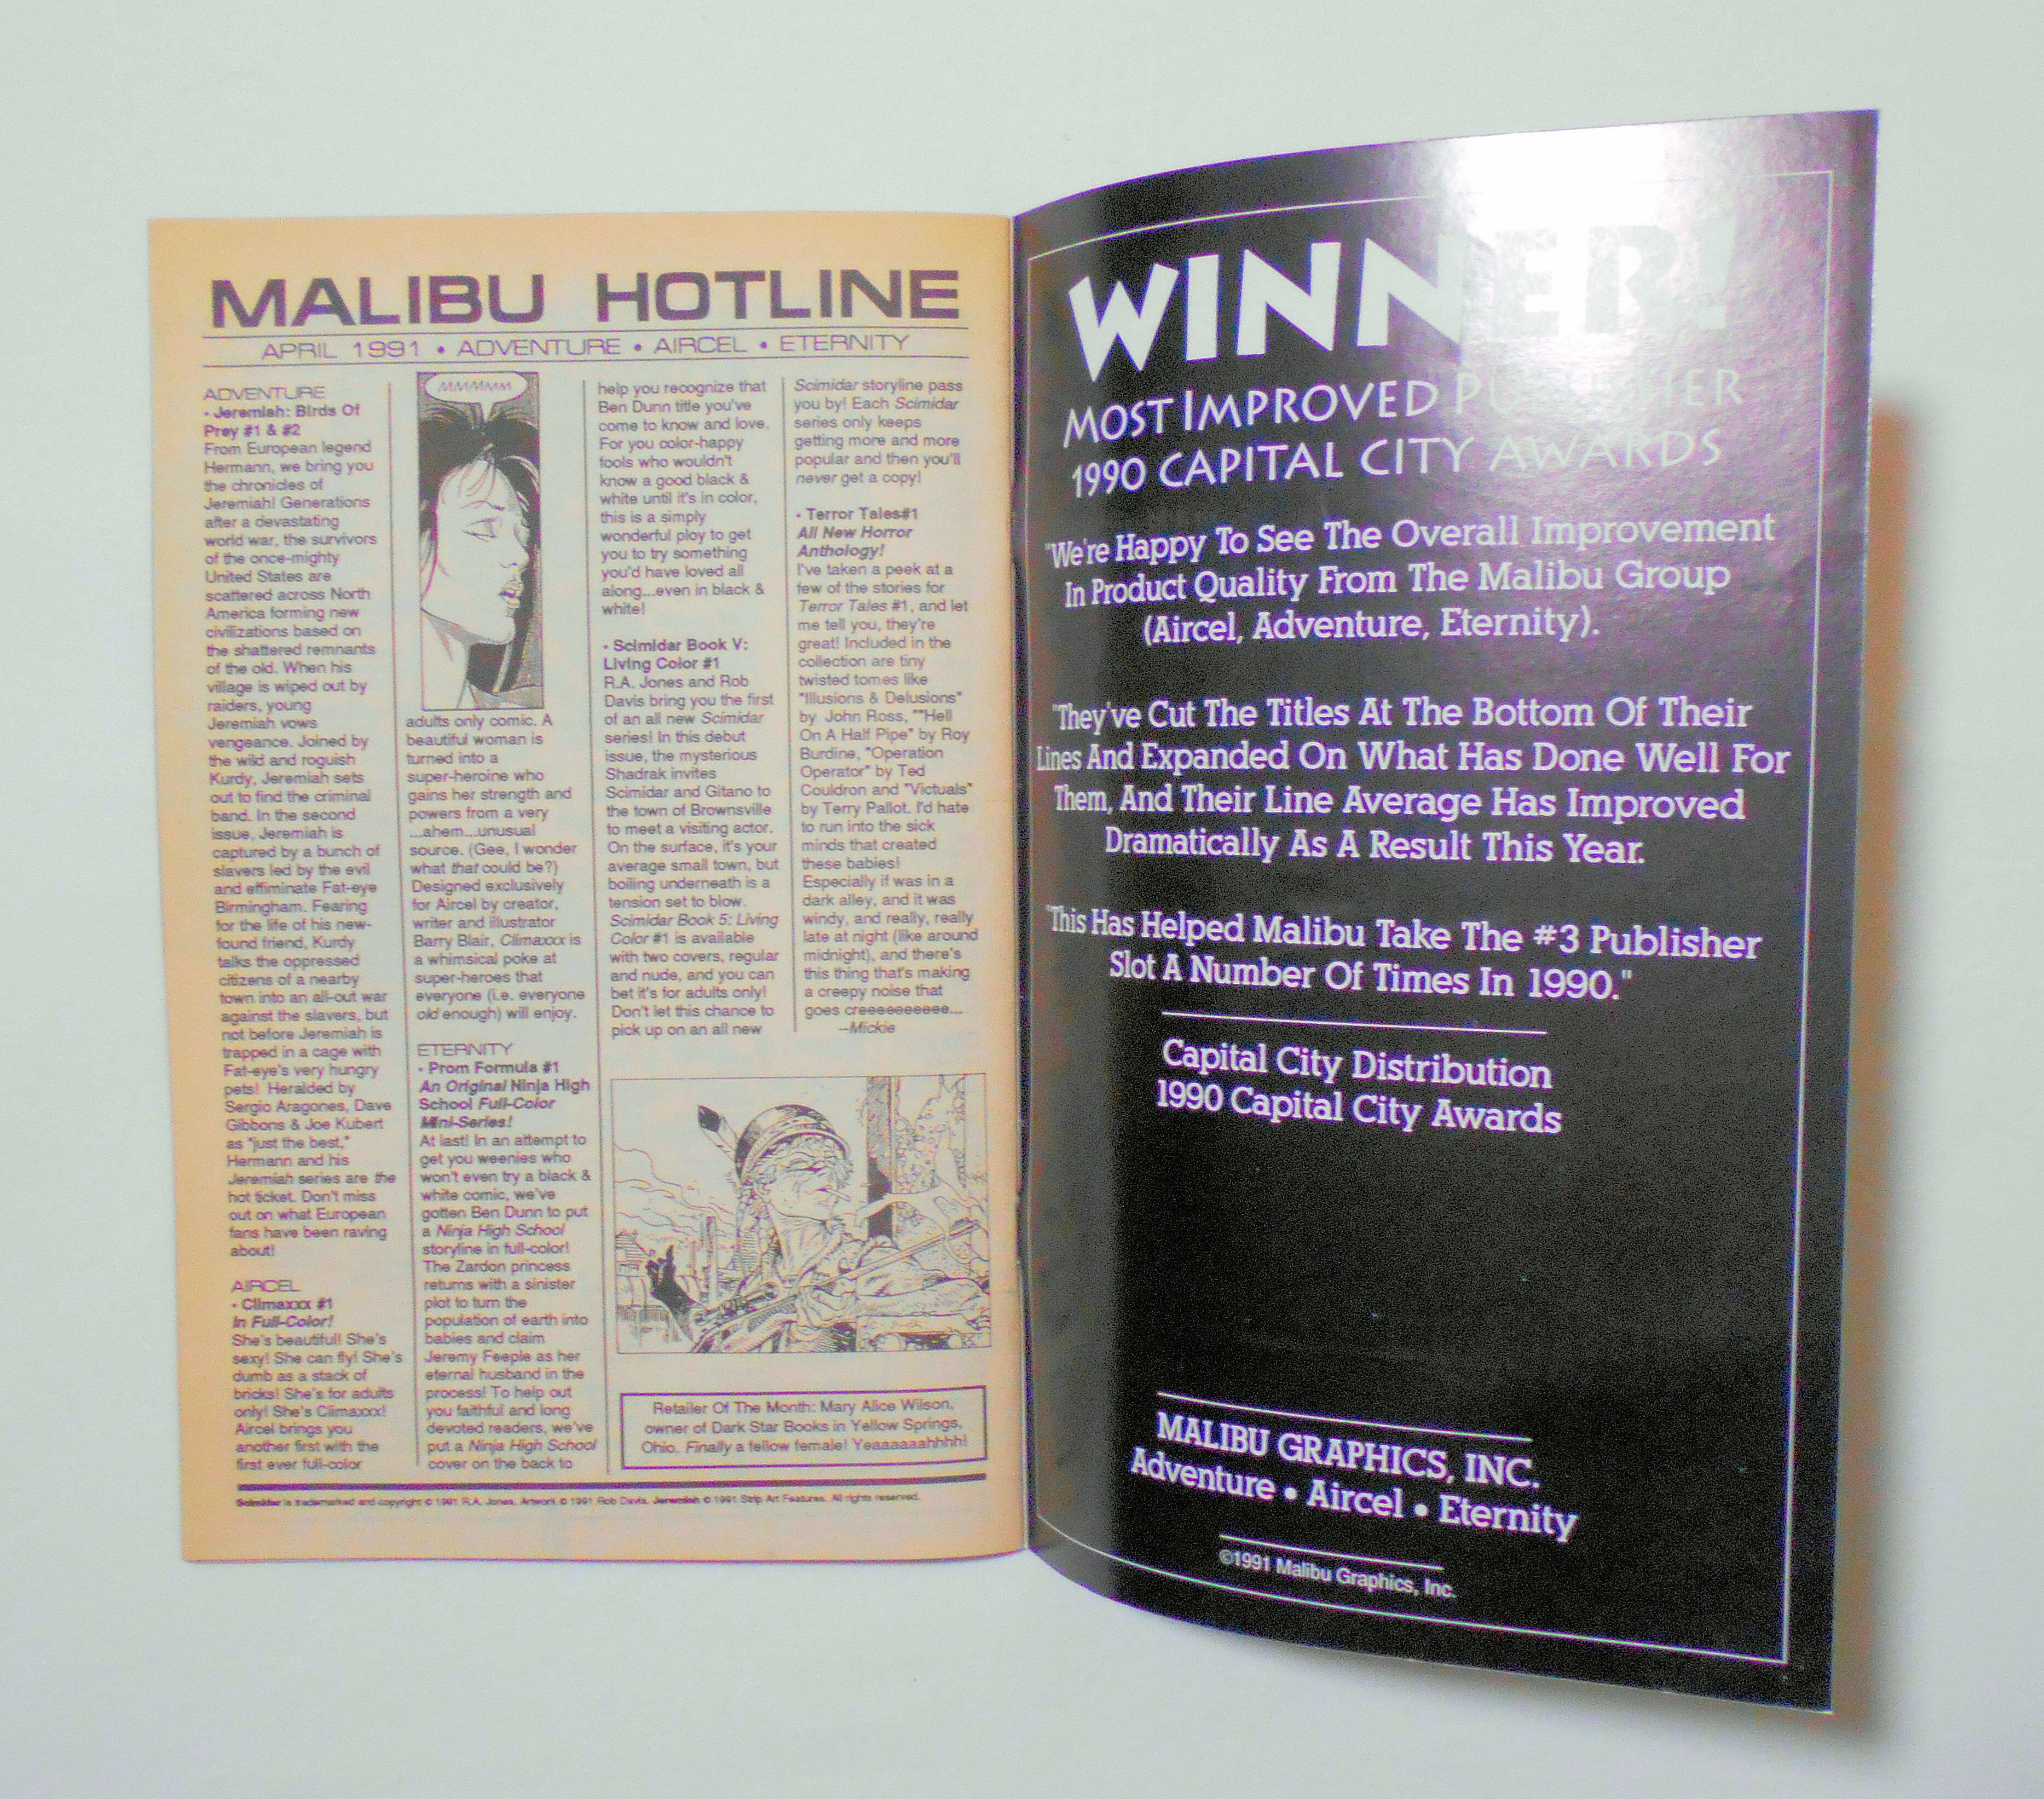 MALIBU HOTLINE
APRIL 1991 • ADVENTURE • AIRCEL • ETERNITY
ADVENTURE
• Jeremiah: Birds Of
Prey #1 & #2
From European legend
Hermann, we bring you
the chronicles of
Jeremiah! Generations
after a devastating
world war, the survivors
of the once-mighty
United States are
scattered across North
America forming new
civilizations based on
the shattered remnants
of the old. When his
village is wiped out by
raiders, young
Jeremiah vows
vengeance. Joined by
the wild and roguish
Kurdy, Jeremiah sets
out to find the criminal
band. In the second
issue, Jeremiah is
captured by a bunch of
slavers led by the evil
and effiminate Fat-eye
Birmingham. Fearing
for the life of his new-
found friend, Kurdy
talks the oppressed
citizens of a nearby
town into an all-out war
against the slavers, but
not before Jeremiah is
trapped in a cage with
Fat-eye's very hungry
pets! Heralded by
Sergio Aragones, Dave
Gibbons & Joe Kubert
as "just the best,"
Hermann and his
Jeremiah series are the
hot ticket. Don't miss
out on what European
fans have been raving
about!
AIRCEL
• Climaxxx #1
In Full-Color!
She's beautiful! She's
sexy! She can fly! She's
dumb as a stack of
bricks! She's for adults
only! She's Climaxxx!
Aircel brings you
another first with the
first ever full-color
MMMMMM
adults only comic. A
beautiful woman is
turned into a
super-heroine who
gains her strength and
powers from a very
...ahem...unusual
source. (Gee, I wonder
what that could be?)
Designed exclusively
for Aircel by creator,
writer and illustrator
Barry Blair, Climaxxx is
a whimsical poke at
super-heroes that
everyone (i.e. everyone
old enough) will enjoy.
ETERNITY
• Prom Formula #1
An Original Ninja High
School Full-Color
Mini-Series!
At last! In an attempt to
get you weenies who
won't even try a black &
white comic, we've
gotten Ben Dunn to put
a Ninja High School
storyline in full-color!
The Zardon princess
returns with a sinister
plot to turn the
population of earth into
babies and claim
Jeremy Feeple as her
eternal husband in the
process! To help out
you faithful and long
devoted readers, we've
put a Ninja High School
cover on the back to
help you recognize that
Ben Dunn title you've
come to know and love.
For you color-happy
fools who wouldn't
know a good black &
white until it's in color,
this is a simply
wonderful ploy to get
you to try something
you'd have loved all
along...even in black &
white!
• Scimidar Book V:
Living Color #1
R.A. Jones and Rob
Davis bring you the first
of an all new Scimidar
series! In this debut
issue, the mysterious
Shadrak invites
Scimidar and Gitano to
the town of Brownsville
to meet a visiting actor.
On the surface, it's your
average small town, but
boiling underneath is a
tension set to blow.
Scimidar Book 5: Living
Color #1 is available
with two covers, regular
and nude, and you can
bet it's for adults only!
Don't let this chance to
pick up on an all new
Scimidar storyline pass
you by! Each Scimidar
series only keeps
getting more and more
popular and then you'll
never get a copy!
• Terror Tales#1
All New Horror
Anthology!
I've taken a peek at a
few of the stories for
Terror Tales #1, and let
me tell you, they're
great! Included in the
collection are tiny
twisted tomes like
"Illusions & Delusions"
by John Ross, ""Hell
On A Half Pipe" by Roy
Burdine, "Operation
Operator" by Ted
Couldron and "Victuals"
by Terry Pallot. I'd hate
to run into the sick
minds that created
these babies!
Especially if was in a
dark alley, and it was
windy, and really, really
late at night (like around
midnight), and there's
this thing that's making
a creepy noise that
goes creeeeeeeeee...
--Mickie
Retailer Of The Month: Mary Alice Wilson,
owner of Dark Star Books in Yellow Springs,
Ohio. Finally a fellow female! Yeaaaaaahhhh!
Scimidar is trademarked and copyright © 1991 R.A. Jones. Artwork © 1991 Rob Davis. Jeremiah © 1991 Strip Art Features. All rights reserved.
WINNER!
MOST IMPROVED PUBLISHER
1990 CAPITAL CITY AWARDS
"We're Happy To See The Overall Improvement
In Product Quality From The Malibu Group
(Aircel, Adventure, Eternity).
"They've Cut The Titles At The Bottom Of Their
Lines And Expanded On What Has Done Well For
Them, And Their Line Average Has Improved
Dramatically As A Result This Year.
"This Has Helped Malibu Take The #3 Publisher
Slot A Number Of Times In 1990."
Capital City Distribution
1990 Capital City Awards
MALIBU GRAPHICS, INC.
Adventure • Aircel • Eternity
©1991 Malibu Graphics, Inc.